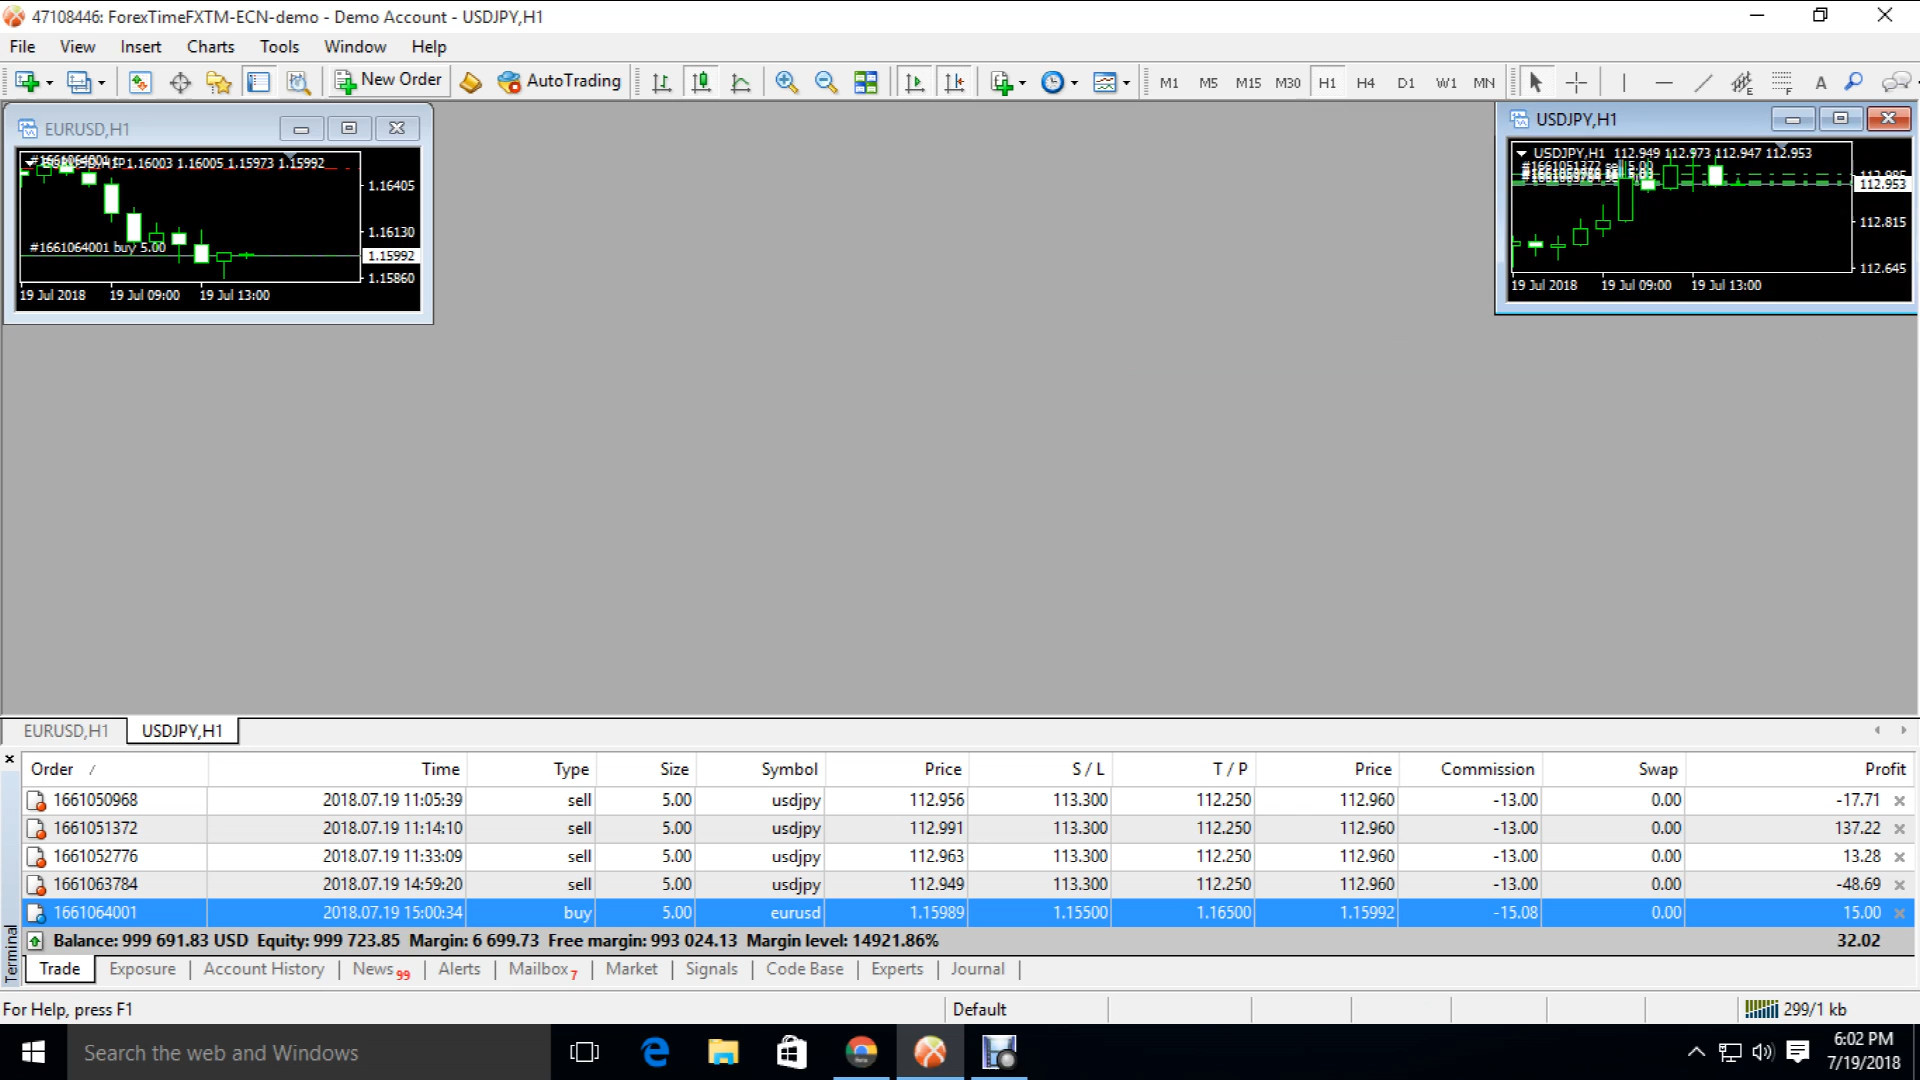 47108446: ForexTimeFXTM-ECN-demo - Demo Account - USDJPY,H1
File View Insert Charts Tools Window Help
New Order AutoTrading M1 M5 M15 M30 H1 H4 D1 W1 MN E F A
EURUSD,H1
1.16003 1.16005 1.15973 1.15992
1.16405
1.16130
#1661064001 buy 5.00
1.15992
1.15860
19 Jul 2018 19 Jul 09:00 19 Jul 13:00
USDJPY,H1
USDJPY,H1 112.949 112.973 112.947 112.953
112.953
112.815
112.645
19 Jul 2018 19 Jul 09:00 19 Jul 13:00
EURUSD,H1 USDJPY,H1
Order / Time Type Size Symbol Price S / L T / P Price Commission Swap Profit
1661050968 2018.07.19 11:05:39 sell 5.00 usdjpy 112.956 113.300 112.250 112.960 -13.00 0.00 -17.71
1661051372 2018.07.19 11:14:10 sell 5.00 usdjpy 112.991 113.300 112.250 112.960 -13.00 0.00 137.22
1661052776 2018.07.19 11:33:09 sell 5.00 usdjpy 112.963 113.300 112.250 112.960 -13.00 0.00 13.28
1661063784 2018.07.19 14:59:20 sell 5.00 usdjpy 112.949 113.300 112.250 112.960 -13.00 0.00 -48.69
1661064001 2018.07.19 15:00:34 buy 5.00 eurusd 1.15989 1.15500 1.16500 1.15992 -15.08 0.00 15.00
Balance: 999 691.83 USD Equity: 999 723.85 Margin: 6 699.73 Free margin: 993 024.13 Margin level: 14921.86% 32.02
Terminal
Trade Exposure Account History News 99 Alerts Mailbox 7 Market Signals Code Base Experts Journal
For Help, press F1 Default 299/1 kb
Search the web and Windows
6:02 PM
7/19/2018